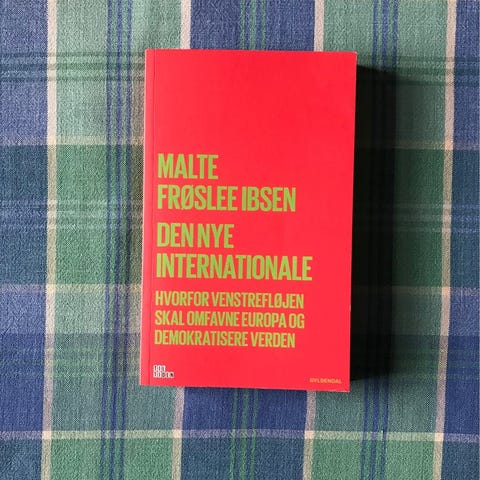 MALTE
FRØSLEE IBSEN
DEN NYE
INTERNATIONALE
HVORFOR VENSTREFLØJEN
SKAL OMFAVNE EUROPA OG
DEMOKRATISERE VERDEN
GYLDENDAL